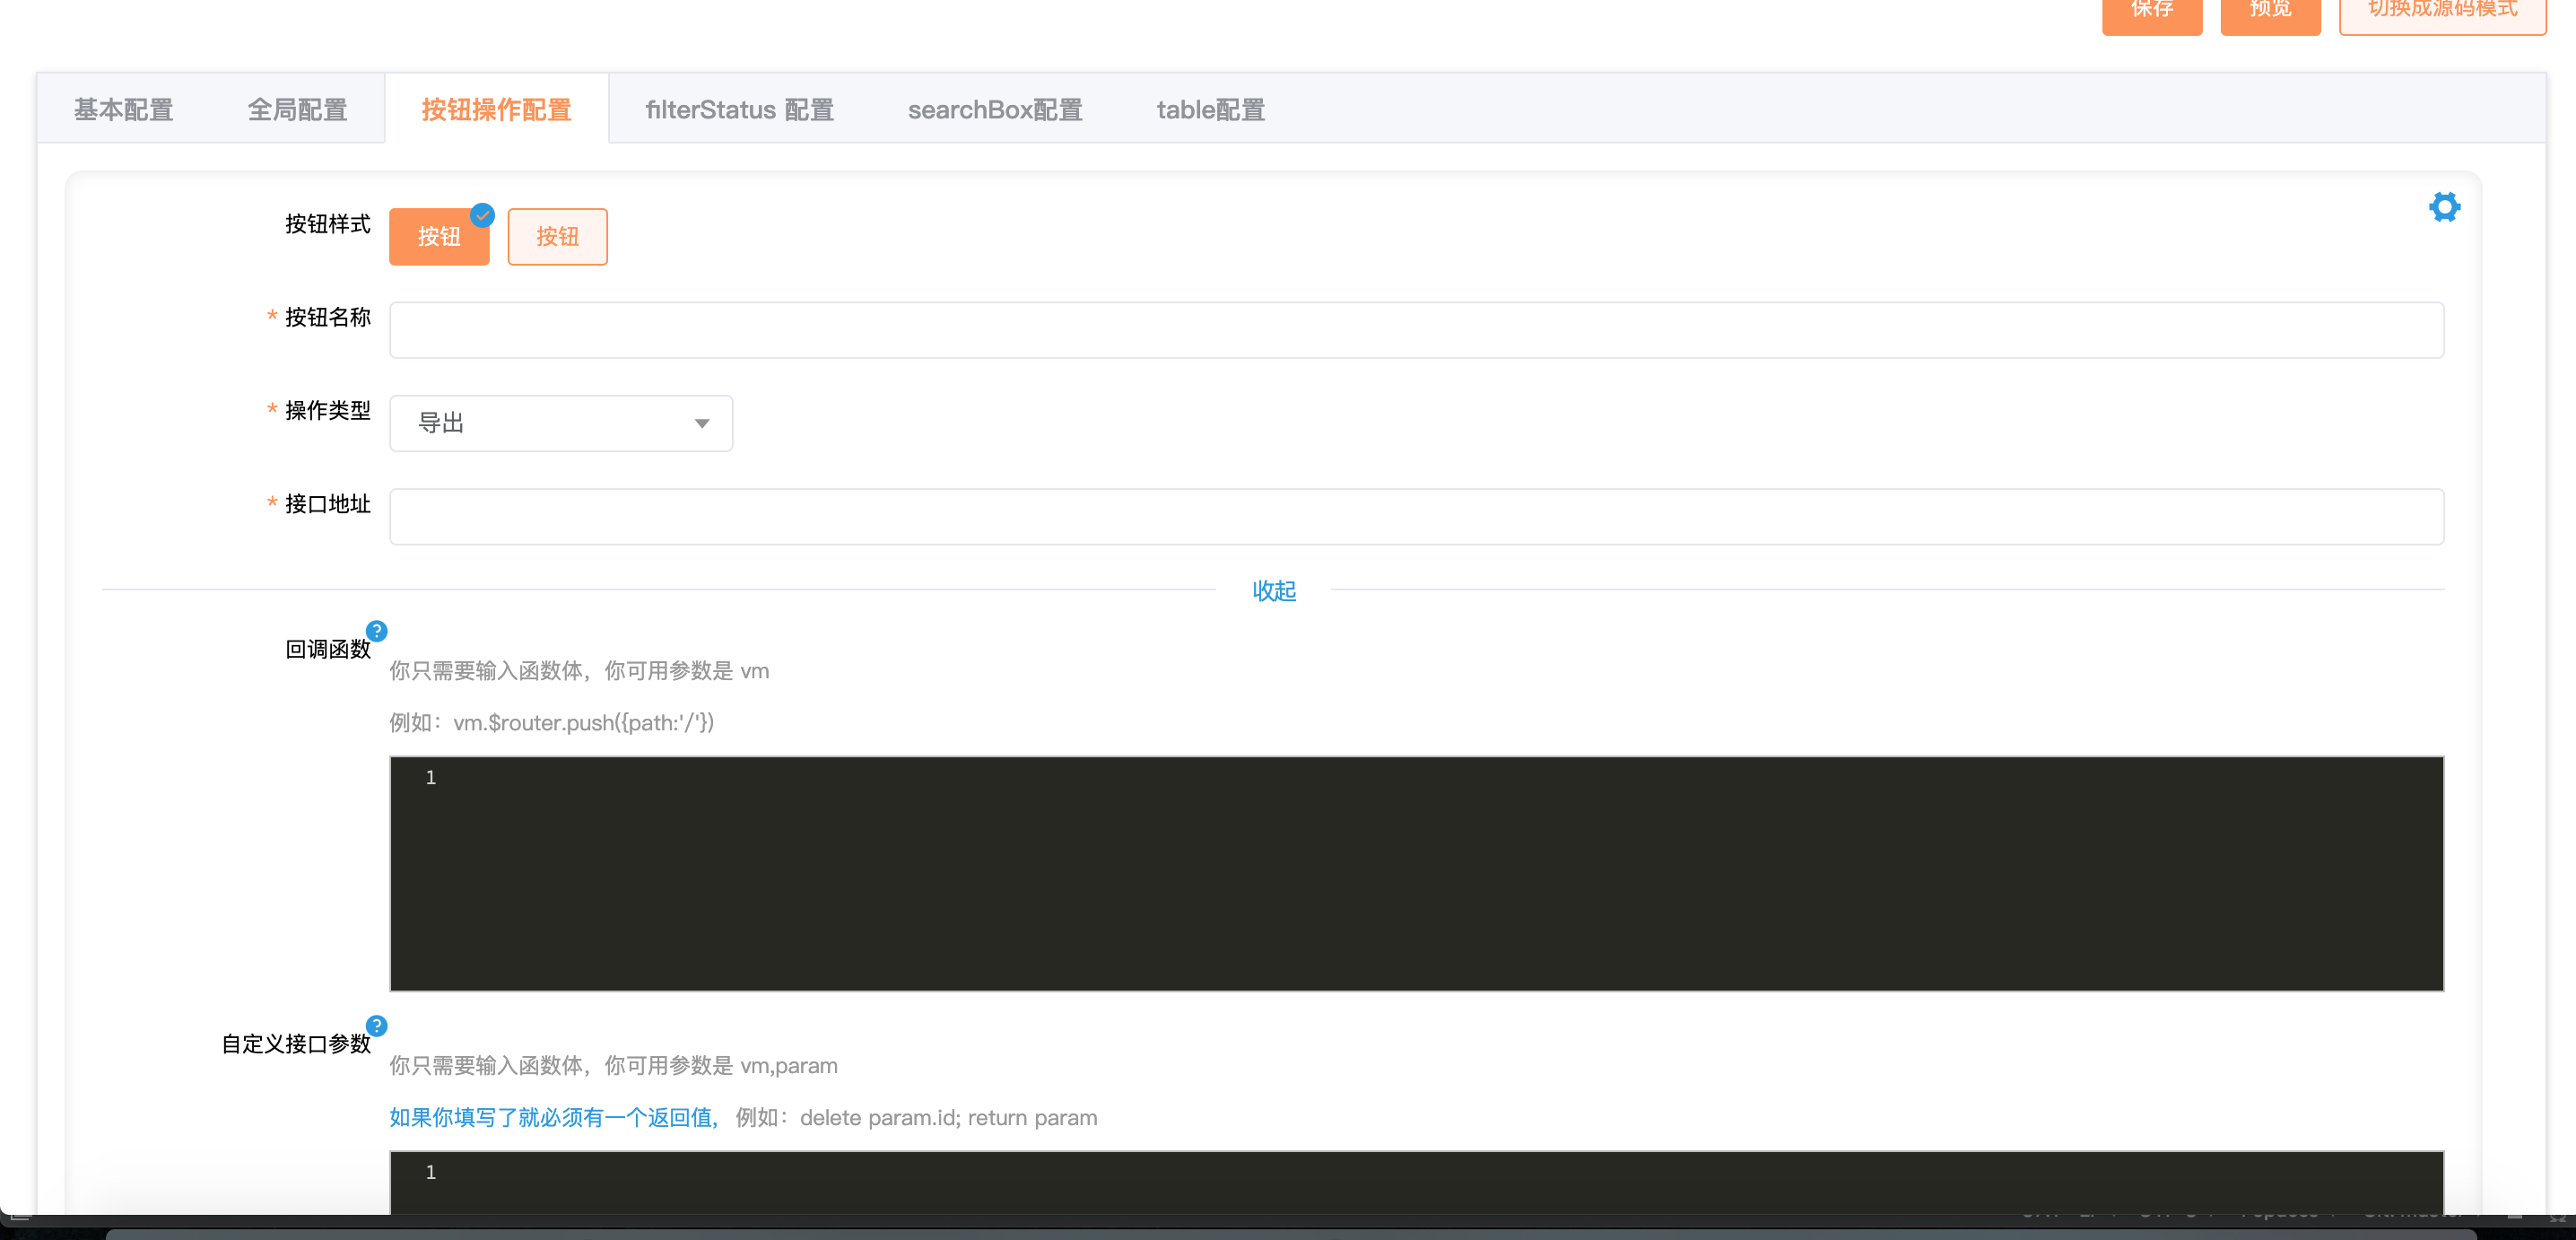 保存 预览 切换成源码模式
基本配置 全局配置 按钮操作配置 filterStatus 配置 searchBox配置 table配置
按钮样式 按钮 按钮
* 按钮名称
* 操作类型 导出
* 接口地址
收起
回调函数 ?
你只需要输入函数体，你可用参数是 vm
例如：vm.$router.push({path:'/'})
1
自定义接口参数 ?
你只需要输入函数体，你可用参数是 vm,param
如果你填写了就必须有一个返回值，例如：delete param.id; return param
1